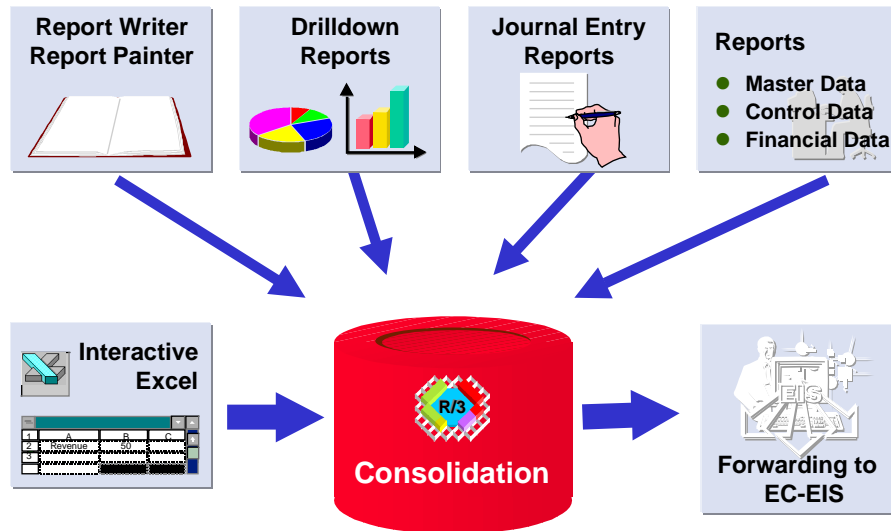 Report Writer
Report Painter
Drilldown
Reports
Journal Entry
Reports
Reports
Master Data
Control Data
Financial Data
Interactive
Excel
A B C
1
2 Revenue 50
3
R/3
Consolidation
EIS
Forwarding to
EC-EIS